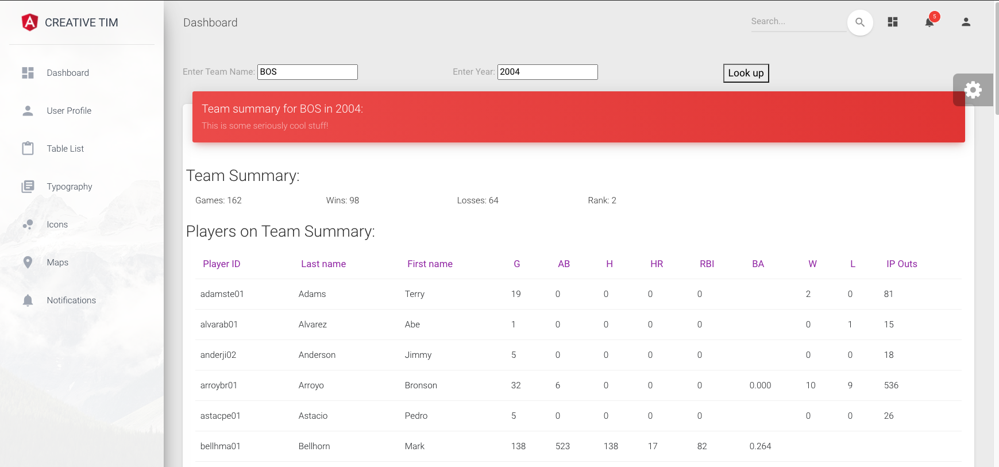 CREATIVE TIM
Dashboard
User Profile
Table List
Typography
Icons
Maps
Notifications
Dashboard
Search...
5
Enter Team Name: BOS
Enter Year: 2004
Look up
Team summary for BOS in 2004:
This is some seriously cool stuff!
Team Summary:
Games: 162 Wins: 98 Losses: 64 Rank: 2
Players on Team Summary:
Player ID Last name First name G AB H HR RBI BA W L IP Outs
adamste01 Adams Terry 19 0 0 0 0 2 0 81
alvarab01 Alvarez Abe 1 0 0 0 0 0 1 15
anderji02 Anderson Jimmy 5 0 0 0 0 0 0 18
arroybr01 Arroyo Bronson 32 6 0 0 0 0.000 10 9 536
astacpe01 Astacio Pedro 5 0 0 0 0 0 0 26
bellhma01 Bellhorn Mark 138 523 138 17 82 0.264